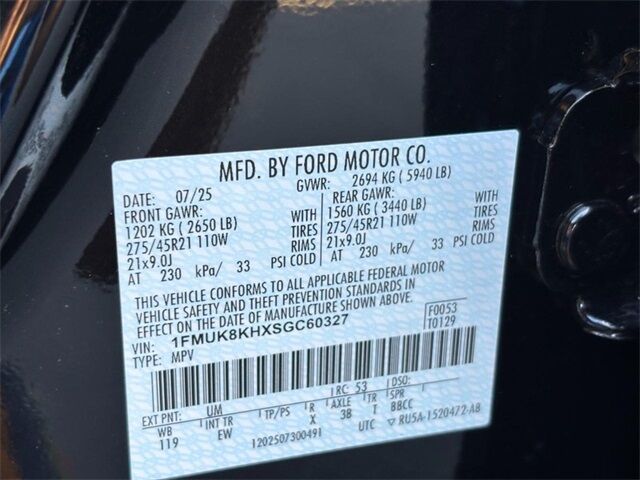 MFD. BY FORD MOTOR CO.
DATE: 07/25 GVWR: 2694 KG ( 5940 LB)
FRONT GAWR: REAR GAWR:
1202 KG ( 2650 LB) WITH 1560 KG ( 3440 LB) WITH
275/45R21 110W TIRES 275/45R21 110W TIRES
21x9.0J RIMS 21x9.0J RIMS
AT 230 kPa/ 33 PSI COLD AT 230 kPa/ 33 PSI COLD
THIS VEHICLE CONFORMS TO ALL APPLICABLE FEDERAL MOTOR
VEHICLE SAFETY AND THEFT PREVENTION STANDARDS IN
EFFECT ON THE DATE OF MANUFACTURE SHOWN ABOVE.
VIN: 1FMUK8KHXSGC60327 F0053
TYPE: MPV T0129
EXT PNT: UM RC: 53 DSO:
WB INT TR TP/PS R AXLE TR SPR
119 EW X 38 T BBCC
1202507300491 UTC RU5A-1520472-AB